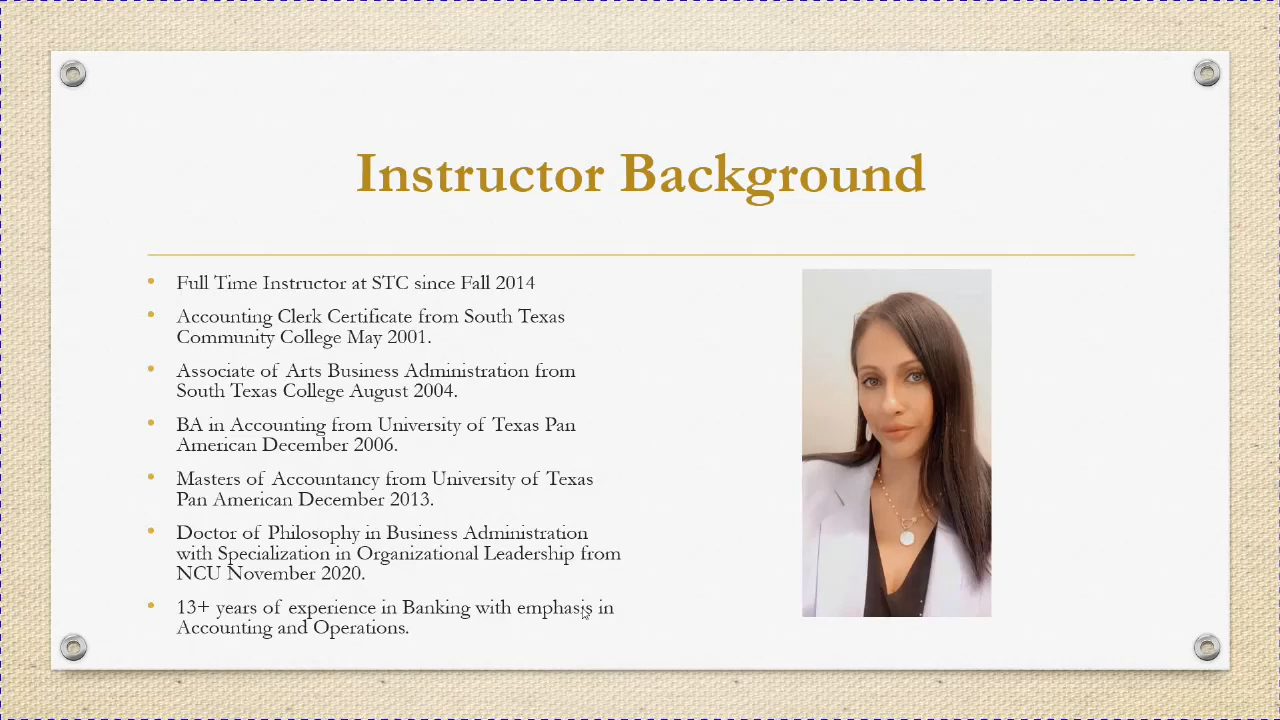 Instructor Background
Full Time Instructor at STC since Fall 2014
Accounting Clerk Certificate from South Texas
Community College May 2001.
Associate of Arts Business Administration from
South Texas College August 2004.
BA in Accounting from University of Texas Pan
American December 2006.
Masters of Accountancy from University of Texas
Pan American December 2013.
Doctor of Philosophy in Business Administration
with Specialization in Organizational Leadership from
NCU November 2020.
13+ years of experience in Banking with emphasis in
Accounting and Operations.